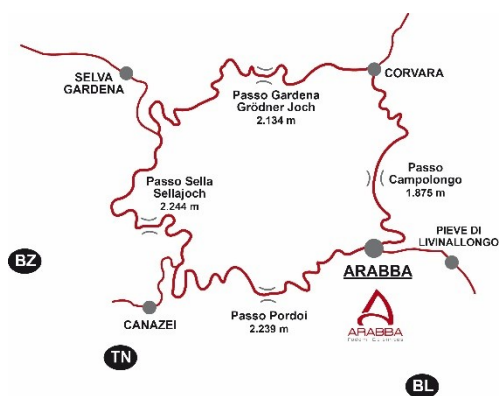 SELVA
GARDENA
CORVARA
Passo Gardena
Grödner Joch
2.134 m
Passo
Campolongo
1.875 m
Passo Sella
Sellajoch
2.244 m
PIEVE DI
LIVINALLONGO
BZ
ARABBA
CANAZEI
Passo Pordoi
2.239 m
ARABBA
TN
BL